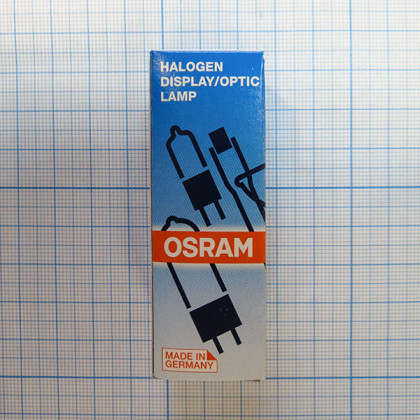 HALOGEN
DISPLAY/OPTIC
LAMP
OSRAM
MADE IN
GERMANY